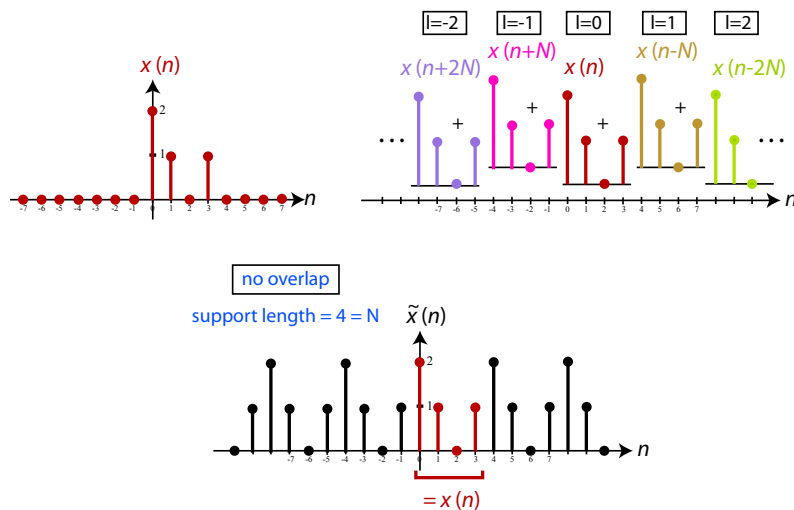 x (n)
2
1
n
-7 -6 -5 -4 -3 -2 -1 0 1 2 3 4 5 6 7
l=-2 l=-1 l=0 l=1 l=2
x (n+2N) x (n+N) x (n) x (n-N) x (n-2N)
+ + + +
... ...
n
-8 -7 -6 -5 -4 -3 -2 -1 0 1 2 3 4 5 6 7
no overlap
support length = 4 = N
x̃ (n)
2
1
n
-7 -6 -5 -4 -3 -2 -1 0 1 2 3 4 5 6 7
= x (n)